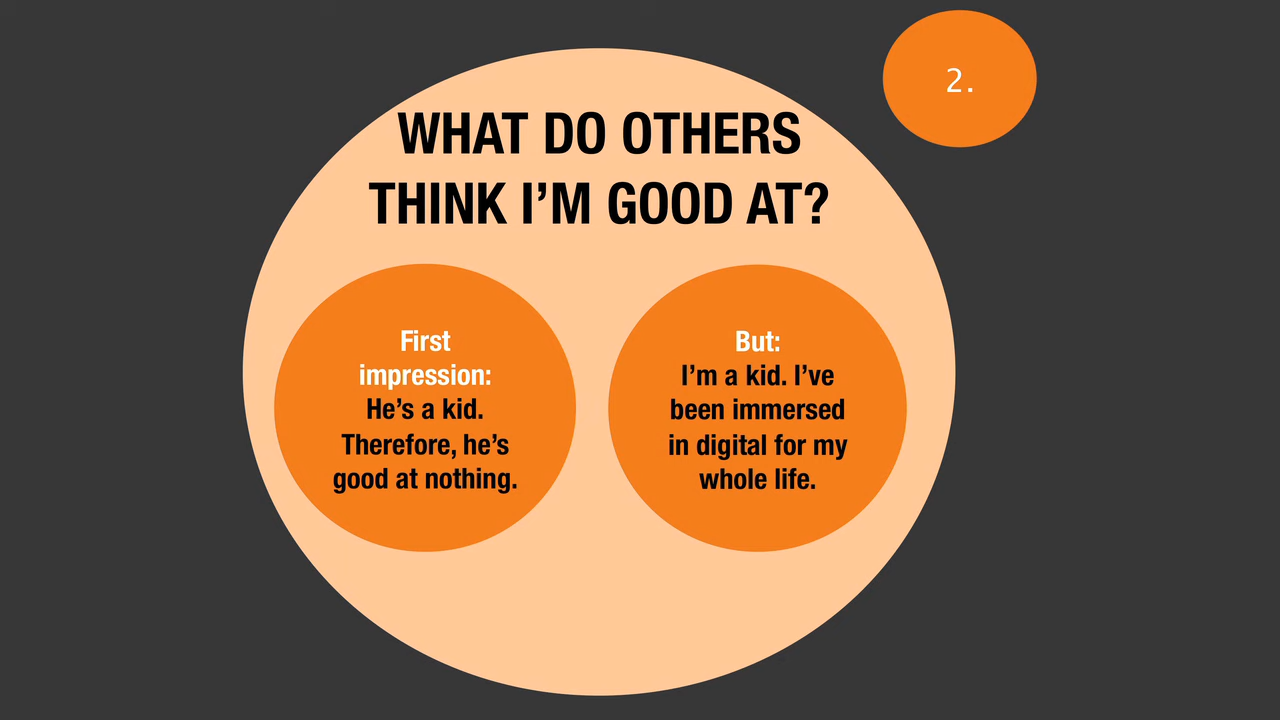 2.
WHAT DO OTHERS
THINK I’M GOOD AT?
First
impression:
He’s a kid.
Therefore, he’s
good at nothing.
But:
I’m a kid. I’ve
been immersed
in digital for my
whole life.